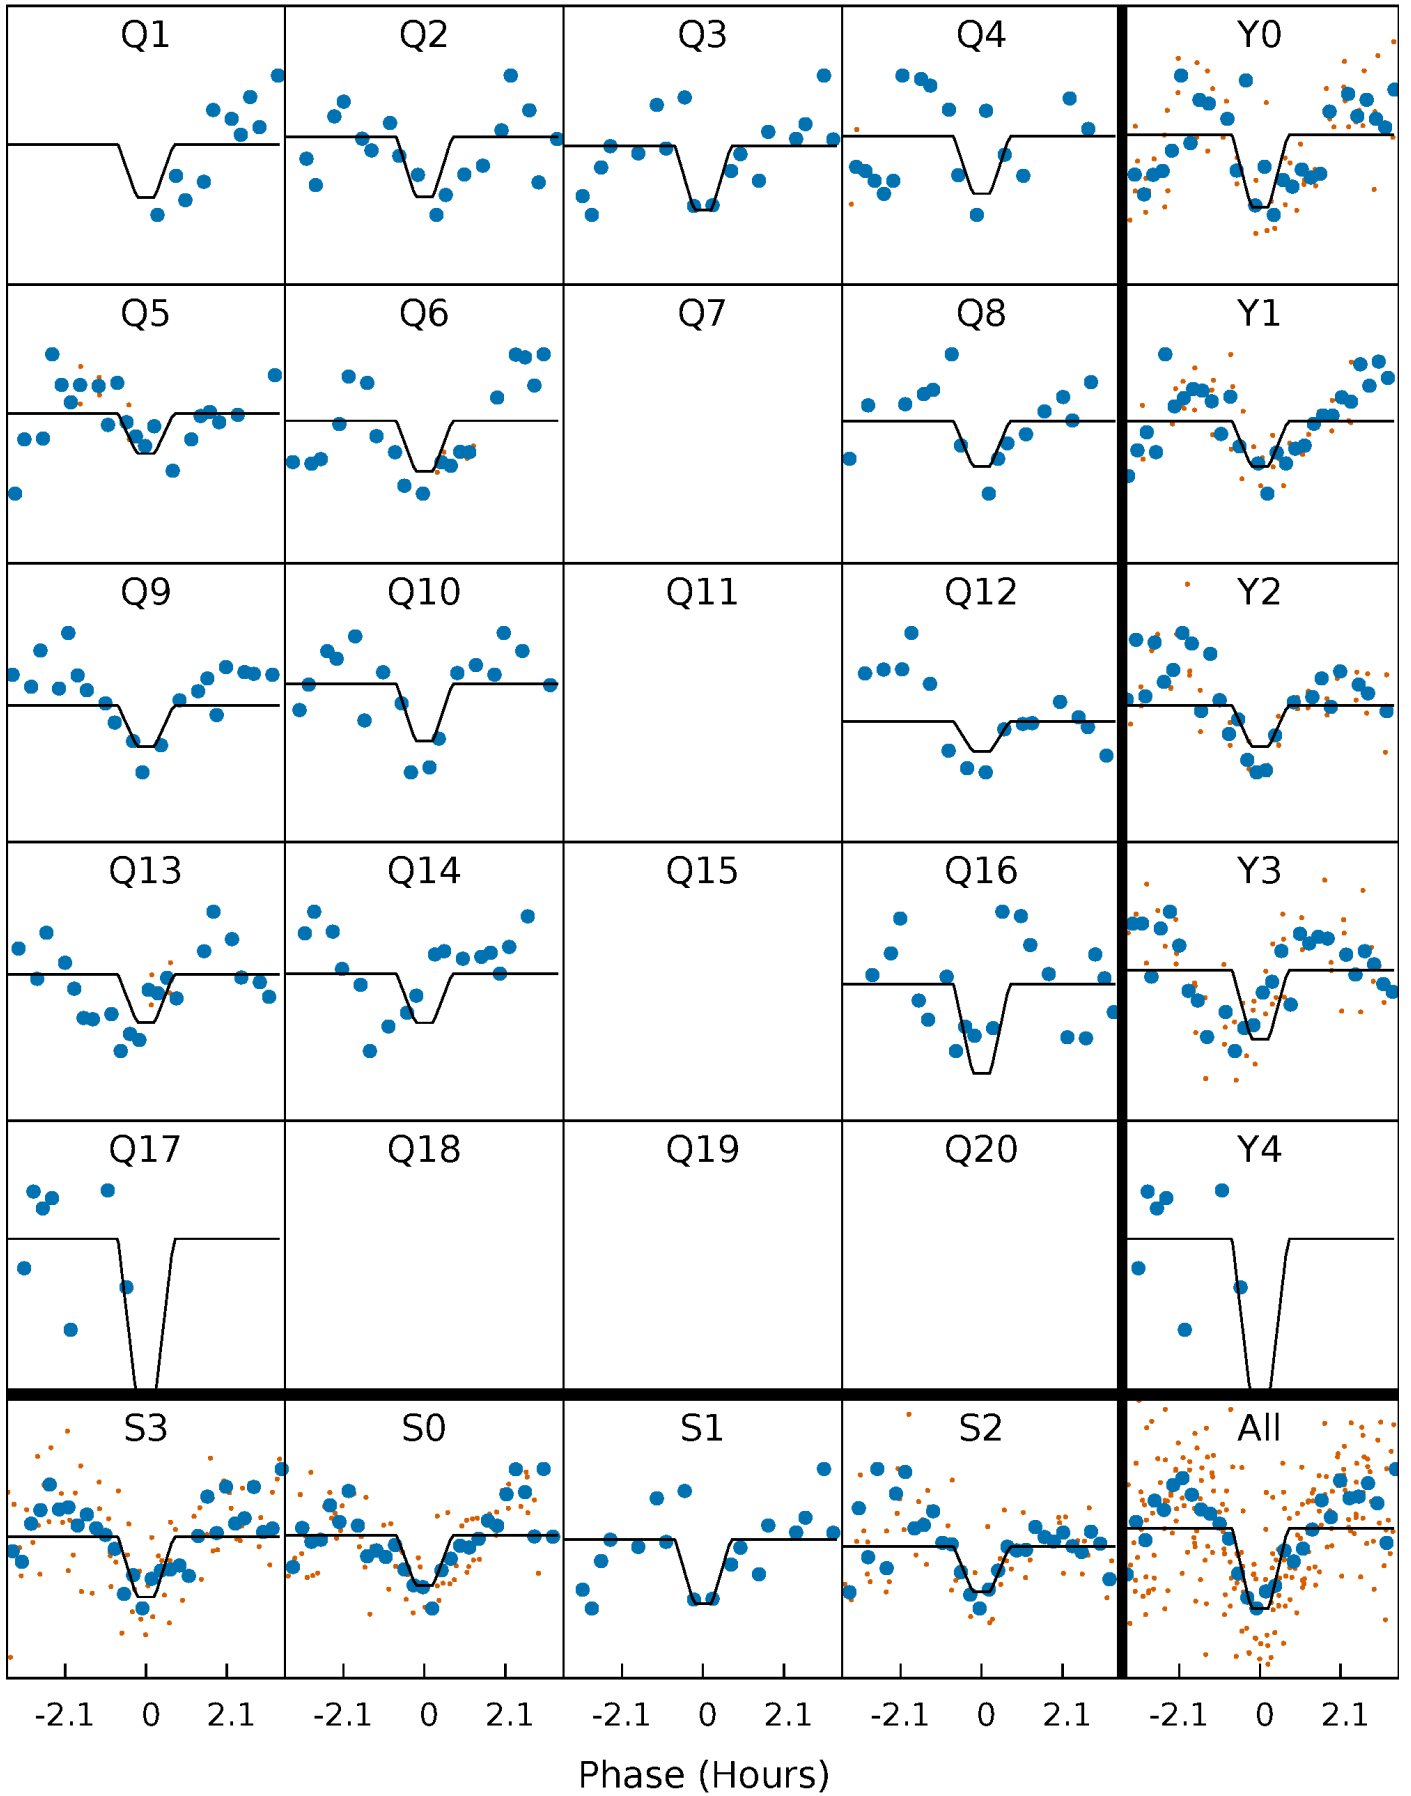 Q1 Q2 Q3 Q4 Y0
Q5 Q6 Q7 Q8 Y1
Q9 Q10 Q11 Q12 Y2
Q13 Q14 Q15 Q16 Y3
Q17 Q18 Q19 Q20 Y4
S3 S0 S1 S2 All
-2.1 0 2.1 -2.1 0 2.1 -2.1 0 2.1 -2.1 0 2.1 -2.1 0 2.1
Phase (Hours)